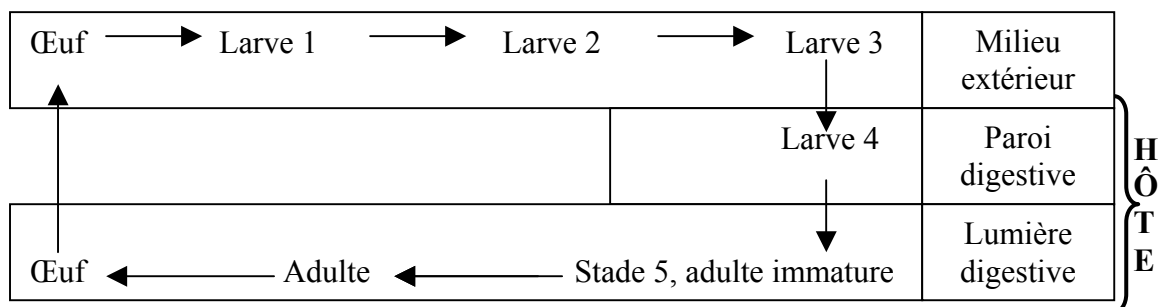 Œuf Larve 1 Larve 2 Larve 3 Milieu
extérieur
Larve 4 Paroi
digestive
Œuf Adulte Stade 5, adulte immature Lumière
digestive
HÔTE